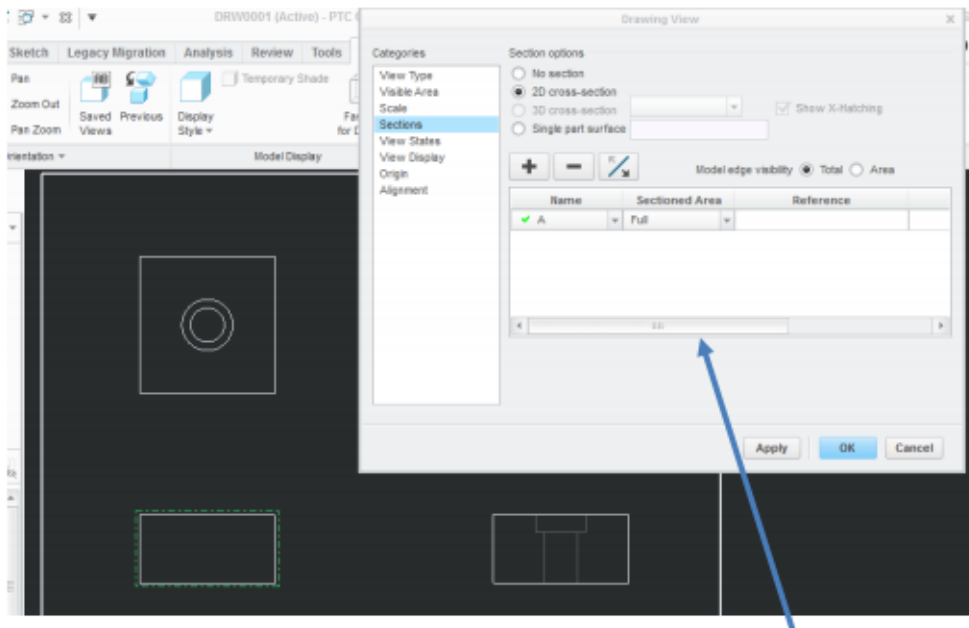 DRW0001 (Active) - PTC
Drawing View
Sketch Legacy Migration Analysis Review Tools
Pan
Zoom Out
Pan Zoom
Saved Views
Previous
Display Style
Temporary Shade
Model Display
Categories
View Type
Visible Area
Scale
Sections
View States
View Display
Origin
Alignment
Section options
No section
2D cross-section
3D cross-section
Show X-Hatching
Single part surface
Model edge visibility Total Area
Name Sectioned Area Reference
A Full
Apply OK Cancel